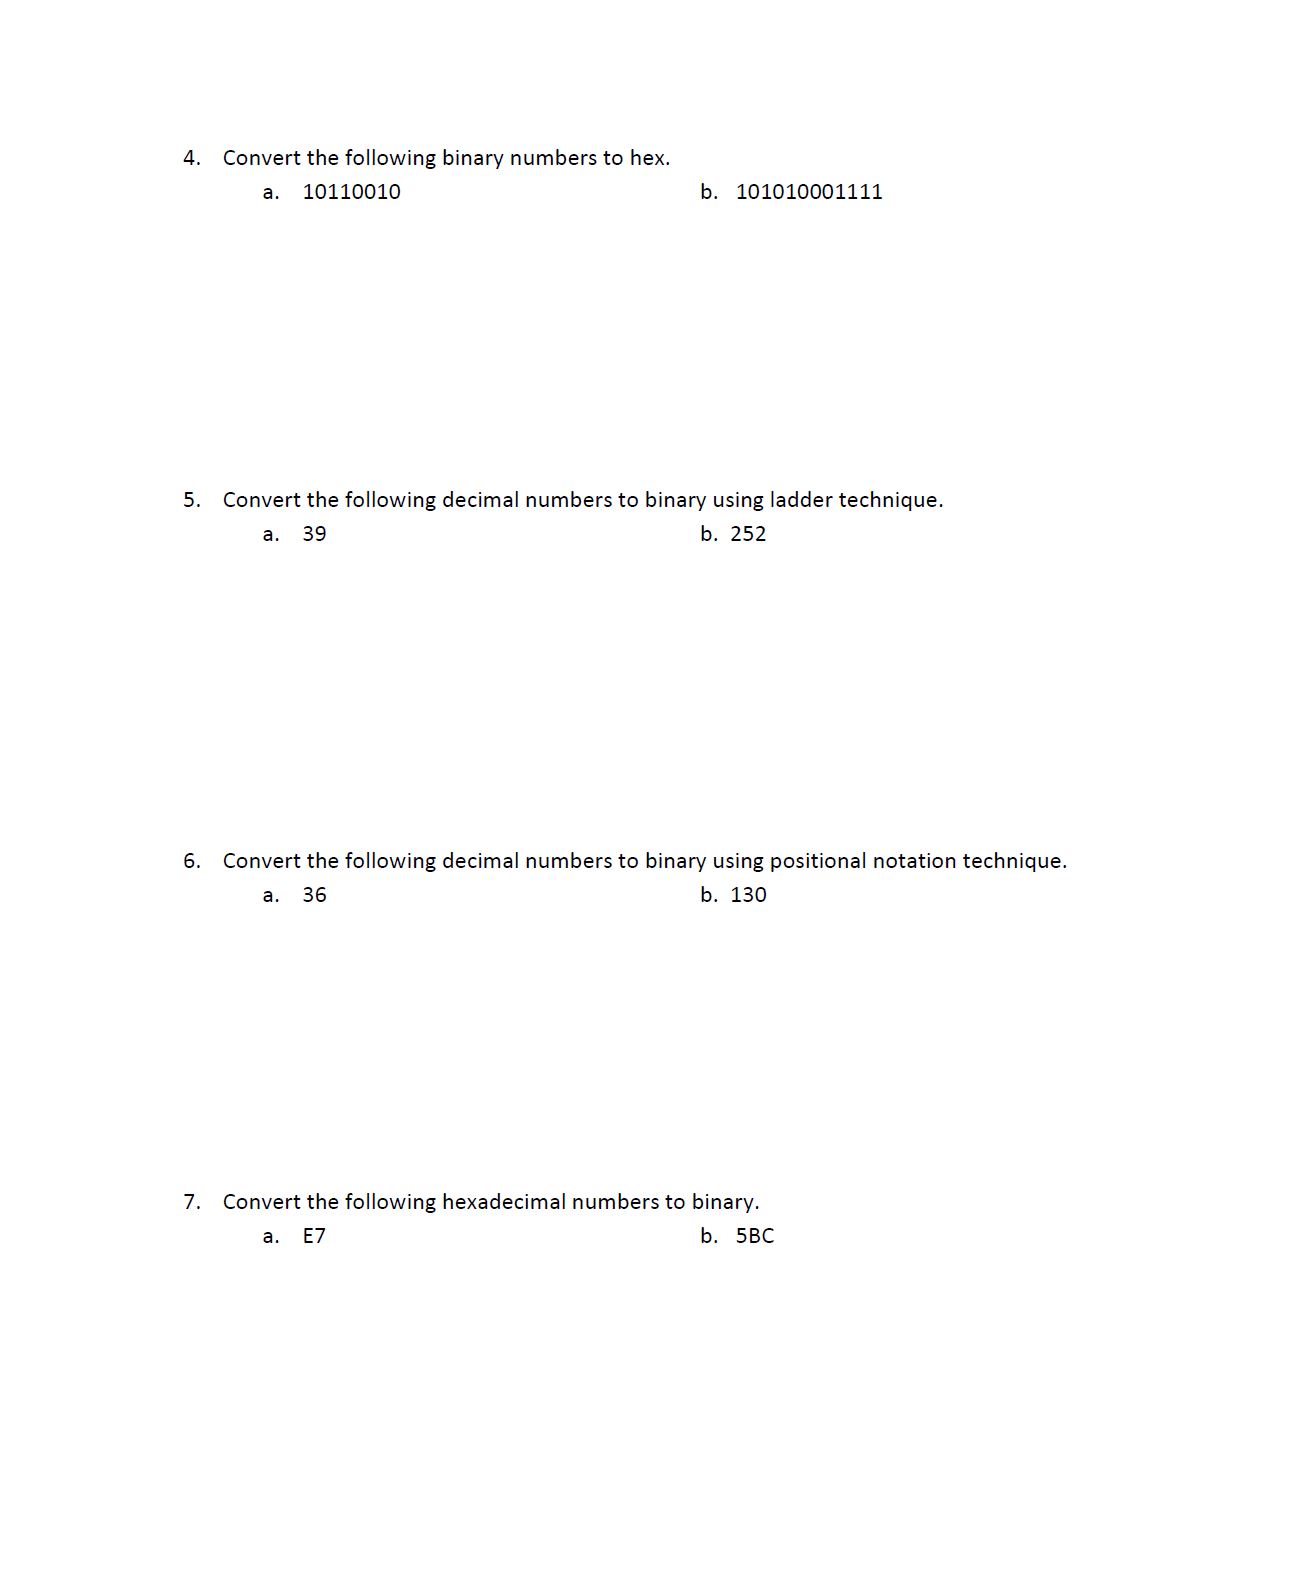 4. Convert the following binary numbers to hex.
a. 10110010 b. 101010001111
5. Convert the following decimal numbers to binary using ladder technique.
a. 39 b. 252
6. Convert the following decimal numbers to binary using positional notation technique.
a. 36 b. 130
7. Convert the following hexadecimal numbers to binary.
a. E7 b. 5BC